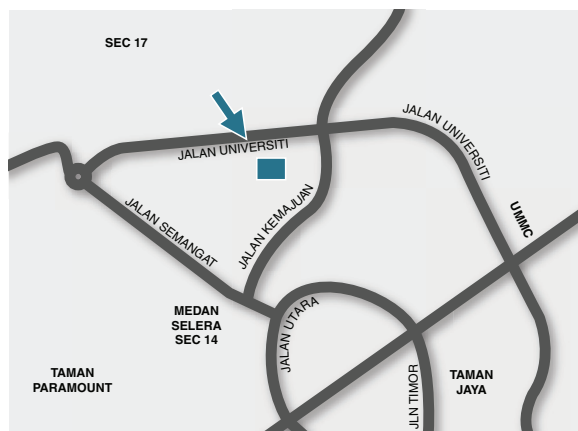 SEC 17
JALAN UNIVERSITI
JALAN UNIVERSITI
UMMC
JALAN SEMANGAT
JALAN KEMAJUAN
MEDAN
SELERA
SEC 14
JALAN UTARA
TAMAN
PARAMOUNT
JLN TIMOR
TAMAN
JAYA